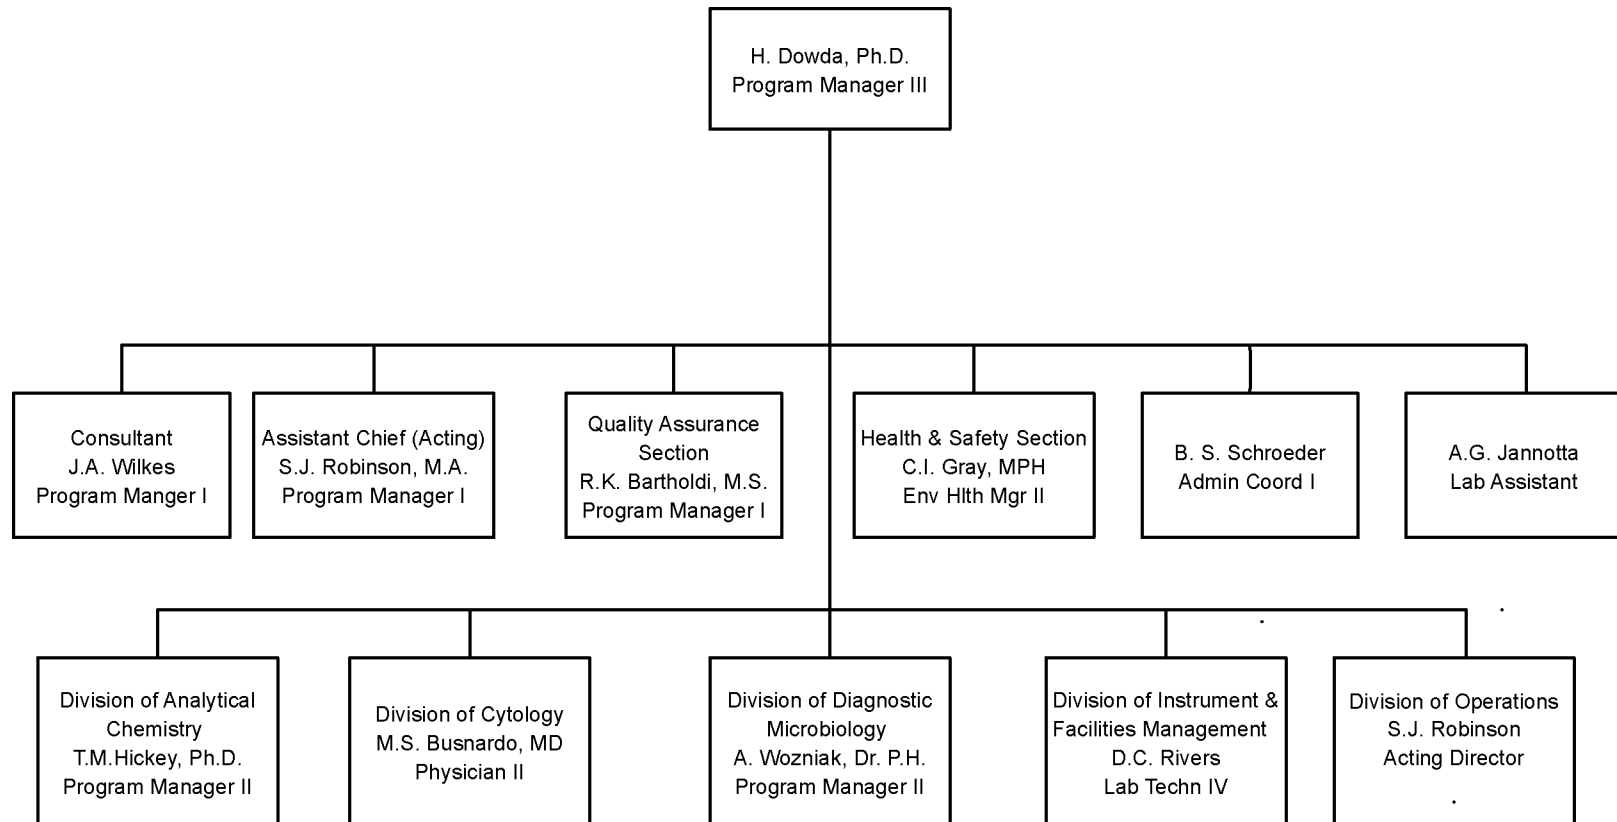 H. Dowda, Ph.D.
Program Manager III
Consultant
J.A. Wilkes
Program Manger I
Assistant Chief (Acting)
S.J. Robinson, M.A.
Program Manager I
Quality Assurance
Section
R.K. Bartholdi, M.S.
Program Manager I
Health & Safety Section
C.I. Gray, MPH
Env Hlth Mgr II
B. S. Schroeder
Admin Coord I
A.G. Jannotta
Lab Assistant
Division of Analytical
Chemistry
T.M.Hickey, Ph.D.
Program Manager II
Division of Cytology
M.S. Busnardo, MD
Physician II
Division of Diagnostic
Microbiology
A. Wozniak, Dr. P.H.
Program Manager II
Division of Instrument &
Facilities Management
D.C. Rivers
Lab Techn IV
Division of Operations
S.J. Robinson
Acting Director